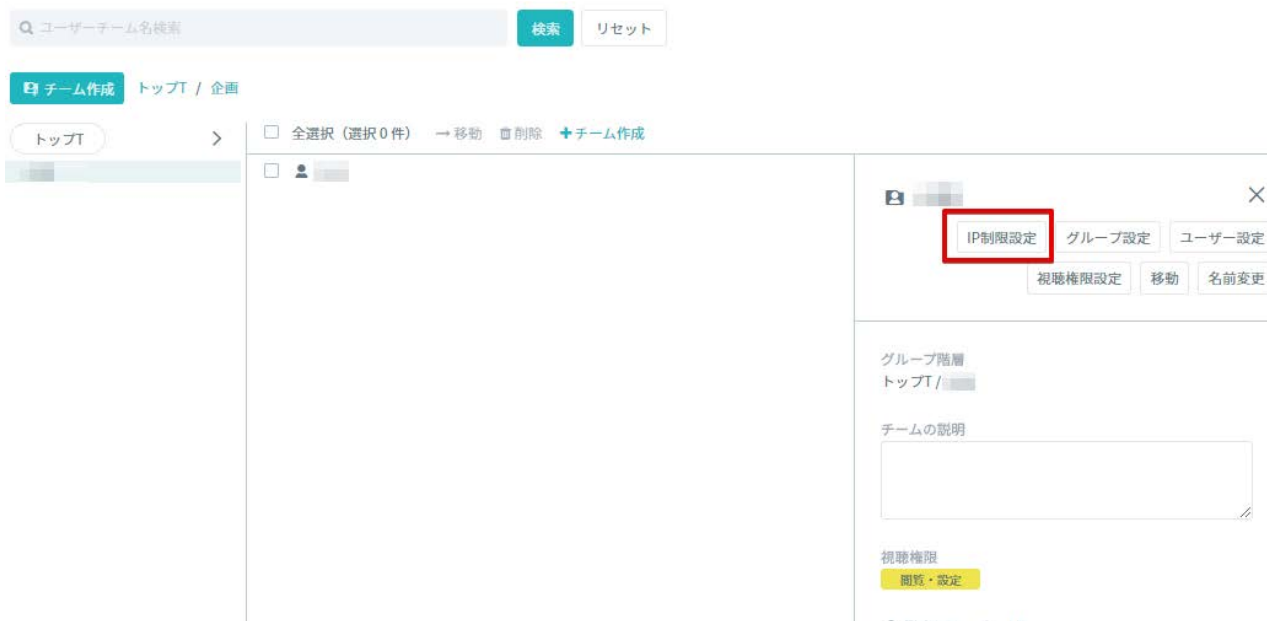 ユーザーチーム名検索 検索 リセット
チーム作成 トップT / 企画
トップT
全選択(選択0件) →移動 削除 +チーム作成
IP制限設定 グループ設定 ユーザー設定
視聴権限設定 移動 名前変更
グループ階層
トップT /
チームの説明
視聴権限
閲覧・設定